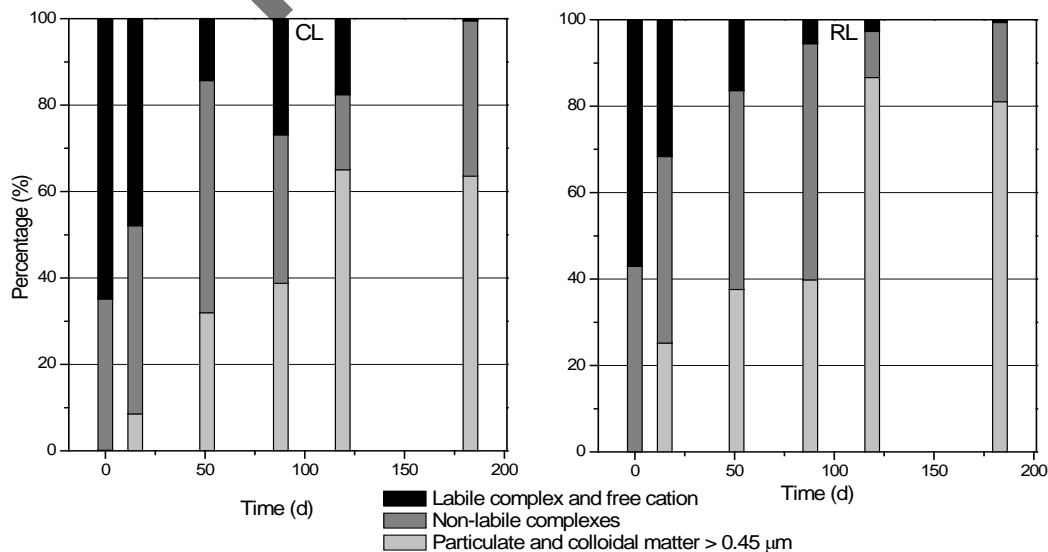 CL
RL
Percentage (%)
100
80
60
40
20
0
0 50 100 150 200
Time (d)
100
80
60
40
20
0
0 50 100 150 200
Time (d)
Labile complex and free cation
Non-labile complexes
Particulate and colloidal matter > 0.45 μm